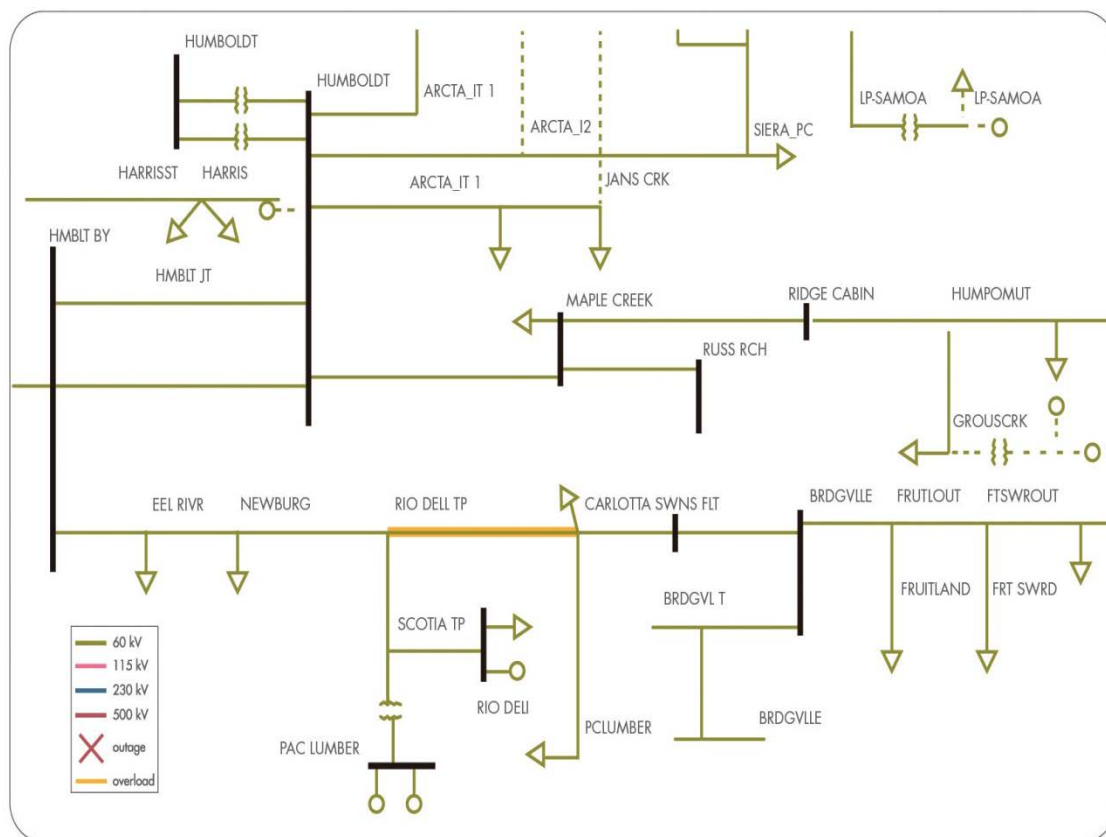 HUMBOLDT
HUMBOLDT
ARCTA_IT 1
LP-SAMOA
LP-SAMOA
ARCTA_I2
SIERA_PC
HARRISST
HARRIS
ARCTA_IT 1
JANS CRK
HMBLT BY
HMBLT JT
MAPLE CREEK
RIDGE CABIN
HUMPOMUT
RUSS RCH
GROUSCRK
EEL RIVR
NEWBURG
RIO DELL TP
CARLOTTA SWNS FLT
BRDGVLLE
FRUTLOUT
FTSWROUT
BRDGVL T
FRUITLAND
FRT SWRD
SCOTIA TP
RIO DELI
PCLUMBER
BRDGVLLE
PAC LUMBER
60 kV
115 kV
230 kV
500 kV
outage
overload